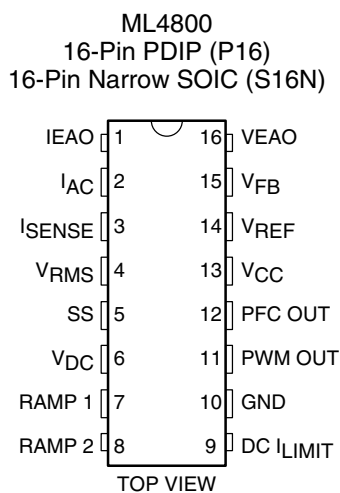 ML4800
16-Pin PDIP (P16)
16-Pin Narrow SOIC (S16N)
IEAO 1 16 VEAO
IAC 2 15 VFB
ISENSE 3 14 VREF
VRMS 4 13 VCC
SS 5 12 PFC OUT
VDC 6 11 PWM OUT
RAMP 1 7 10 GND
RAMP 2 8 9 DC ILIMIT
TOP VIEW